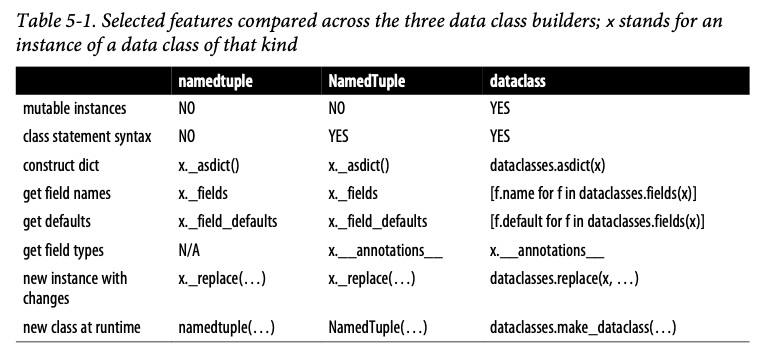 Table 5-1. Selected features compared across the three data class builders; x stands for an
instance of a data class of that kind
namedtuple NamedTuple dataclass
mutable instances NO NO YES
class statement syntax NO YES YES
construct dict x._asdict() x._asdict() dataclasses.asdict(x)
get field names x._fields x._fields [f.name for f in dataclasses.fields(x)]
get defaults x._field_defaults x._field_defaults [f.default for f in dataclasses.fields(x)]
get field types N/A x.__annotations__ x.__annotations__
new instance with x._replace(…) x._replace(…) dataclasses.replace(x, …)
changes
new class at runtime namedtuple(…) NamedTuple(…) dataclasses.make_dataclass(…)